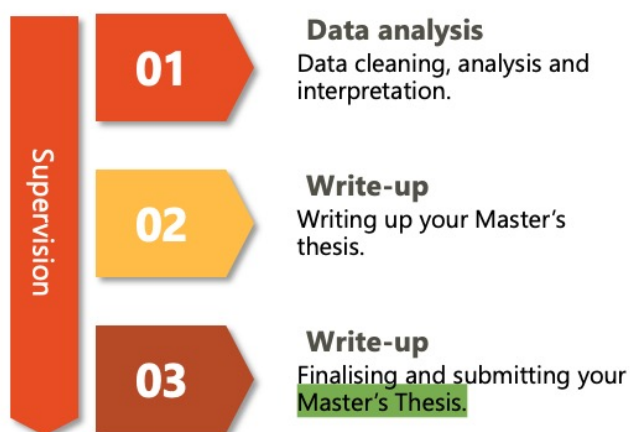 Supervision
01
Data analysis
Data cleaning, analysis and
interpretation.
02
Write-up
Writing up your Master's
thesis.
03
Write-up
Finalising and submitting your
Master's Thesis.